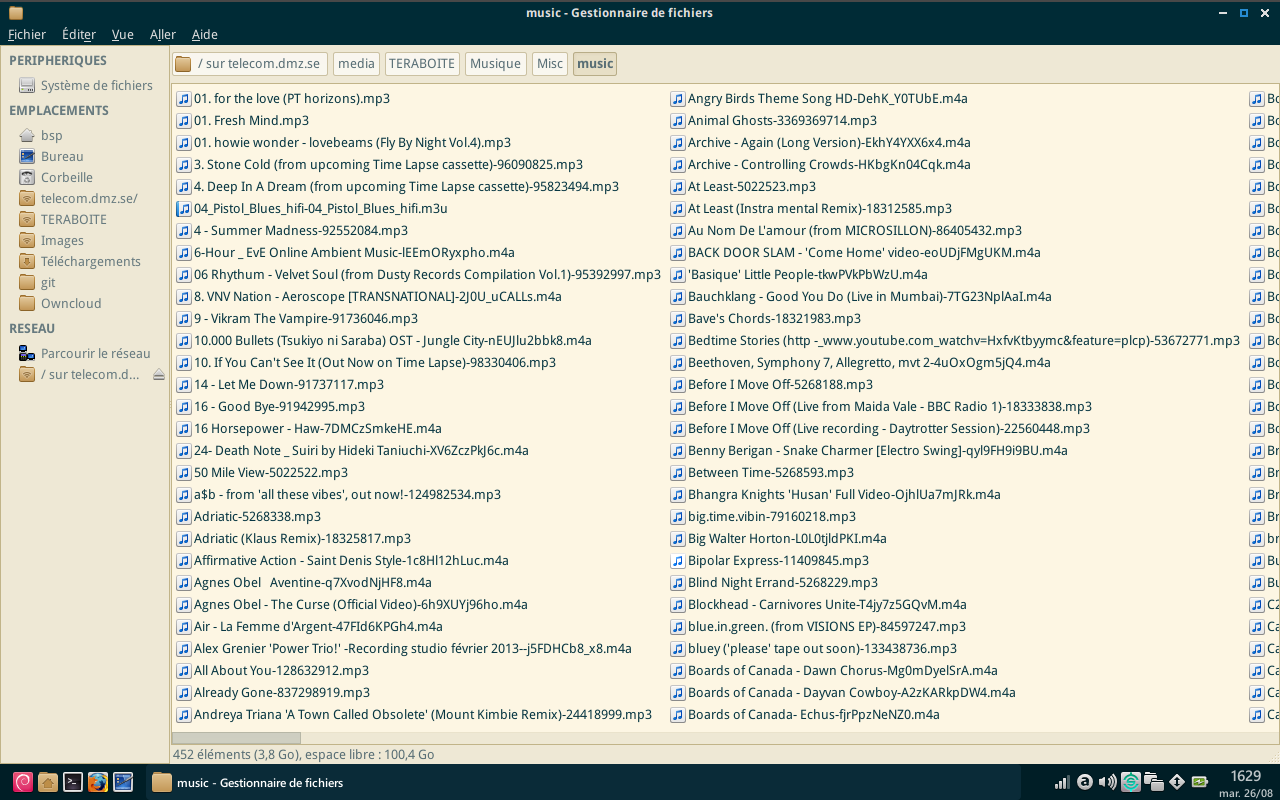 music - Gestionnaire de fichiers
Fichier Éditer Vue Aller Aide
PERIPHERIQUES
Système de fichiers
EMPLACEMENTS
bsp
Bureau
Corbeille
telecom.dmz.se/
TERABOITE
Images
Téléchargements
git
Owncloud
RESEAU
Parcourir le réseau
/ sur telecom.d...
/ sur telecom.dmz.se media TERABOITE Musique Misc music
01. for the love (PT horizons).mp3
01. Fresh Mind.mp3
01. howie wonder - lovebeams (Fly By Night Vol.4).mp3
3. Stone Cold (from upcoming Time Lapse cassette)-96090825.mp3
4. Deep In A Dream (from upcoming Time Lapse cassette)-95823494.mp3
04_Pistol_Blues_hifi-04_Pistol_Blues_hifi.m3u
4 - Summer Madness-92552084.mp3
6-Hour _ EvE Online Ambient Music-lEEmORyxpho.m4a
06 Rhythum - Velvet Soul (from Dusty Records Compilation Vol.1)-95392997.mp3
8. VNV Nation - Aeroscope [TRANSNATIONAL]-2J0U_uCALLs.m4a
9 - Vikram The Vampire-91736046.mp3
10.000 Bullets (Tsukiyo ni Saraba) OST - Jungle City-nEUJlu2bbk8.m4a
10. If You Can't See It (Out Now on Time Lapse)-98330406.mp3
14 - Let Me Down-91737117.mp3
16 - Good Bye-91942995.mp3
16 Horsepower - Haw-7DMCzSmkeHE.m4a
24- Death Note _ Suiri by Hideki Taniuchi-XV6ZczPkJ6c.m4a
50 Mile View-5022522.mp3
a$b - from 'all these vibes', out now!-124982534.mp3
Adriatic-5268338.mp3
Adriatic (Klaus Remix)-18325817.mp3
Affirmative Action - Saint Denis Style-1c8Hl12hLuc.m4a
Agnes Obel   Aventine-q7XvodNjHF8.m4a
Agnes Obel - The Curse (Official Video)-6h9XUYj96ho.m4a
Air - La Femme d'Argent-47FId6KPGh4.m4a
Alex Grenier 'Power Trio!' -Recording studio février 2013--j5FDHCb8_x8.m4a
All About You-128632912.mp3
Already Gone-837298919.mp3
Andreya Triana 'A Town Called Obsolete' (Mount Kimbie Remix)-24418999.mp3
Angry Birds Theme Song HD-DehK_Y0TUbE.m4a
Animal Ghosts-3369369714.mp3
Archive - Again (Long Version)-EkhY4YXX6x4.m4a
Archive - Controlling Crowds-HKbgKn04Cqk.m4a
At Least-5022523.mp3
At Least (Instra mental Remix)-18312585.mp3
Au Nom De L'amour (from MICROSILLON)-86405432.mp3
BACK DOOR SLAM - 'Come Home' video-eoUDjFMgUKM.m4a
'Basique' Little People-tkwPVkPbWzU.m4a
Bauchklang - Good You Do (Live in Mumbai)-7TG23NplAaI.m4a
Bave's Chords-18321983.mp3
Bedtime Stories (http -_www.youtube.com_watchv=HxfvKtbyymc&feature=plcp)-53672771.mp3
Beethoven, Symphony 7, Allegretto, mvt 2-4uOxOgm5jQ4.m4a
Before I Move Off-5268188.mp3
Before I Move Off (Live from Maida Vale - BBC Radio 1)-18333838.mp3
Before I Move Off (Live recording - Daytrotter Session)-22560448.mp3
Benny Berigan - Snake Charmer [Electro Swing]-qyl9FH9i9BU.m4a
Between Time-5268593.mp3
Bhangra Knights 'Husan' Full Video-OjhlUa7mJRk.m4a
big.time.vibin-79160218.mp3
Big Walter Horton-L0L0tjldPKI.m4a
Bipolar Express-11409845.mp3
Blind Night Errand-5268229.mp3
Blockhead - Carnivores Unite-T4jy7z5GQvM.m4a
blue.in.green. (from VISIONS EP)-84597247.mp3
bluey ('please' tape out soon)-133438736.mp3
Boards of Canada - Dawn Chorus-Mg0mDyelSrA.m4a
Boards of Canada - Dayvan Cowboy-A2zKARkpDW4.m4a
Boards of Canada- Echus-fjrPpzNeNZ0.m4a
452 éléments (3,8 Go), espace libre : 100,4 Go
music - Gestionnaire de fichiers
1629
mar. 26/08